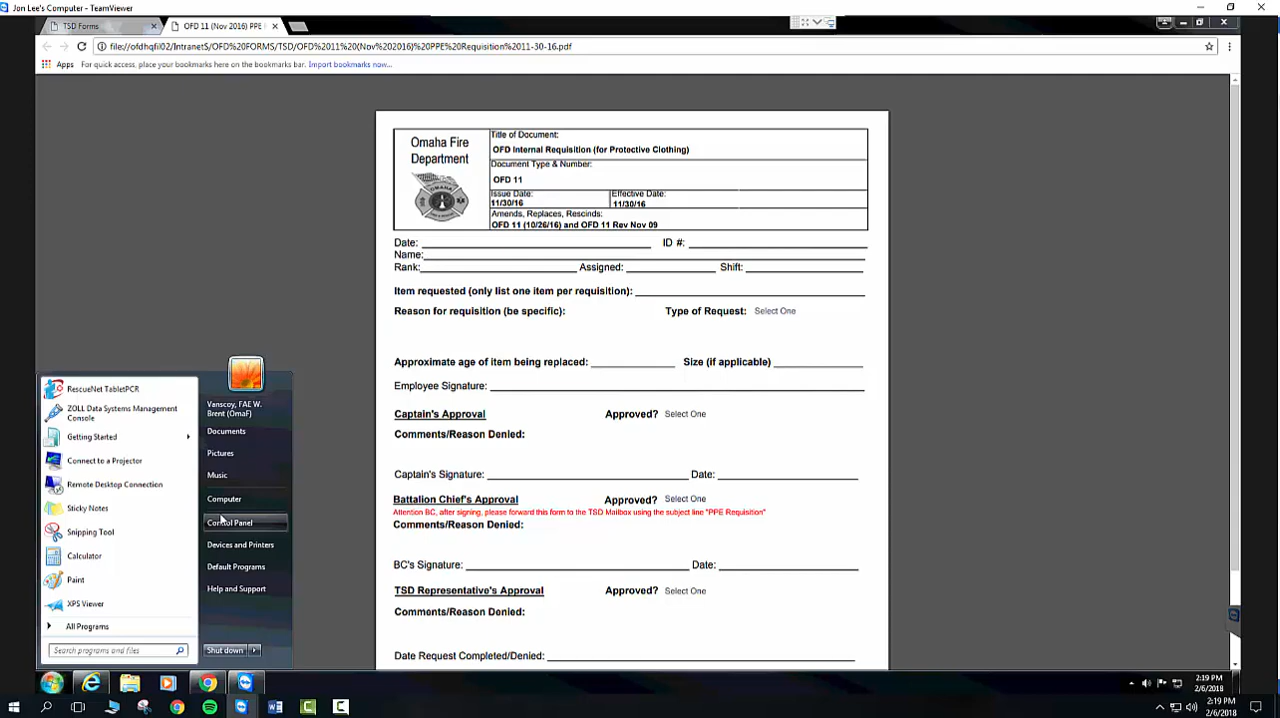 Jon Lee's Computer - TeamViewer
TSD Forms
OFD 11 (Nov 2016) PPE
file://ofdhqfil02/Intranet$/OFD%20FORMS/TSD/OFD%2011%20(Nov%202016)%20PPE%20Requisition%2011-30-16.pdf
Apps For quick access, place your bookmarks here on the bookmarks bar. Import bookmarks now...
Omaha Fire
Department
Title of Document:
OFD Internal Requisition (for Protective Clothing)
Document Type & Number:
OFD 11
Issue Date: Effective Date:
11/30/16 11/30/16
Amends, Replaces, Rescinds:
OFD 11 (10/26/16) and OFD 11 Rev Nov 09
Date: ID #:
Name:
Rank: Assigned: Shift:
Item requested (only list one item per requisition):
Reason for requisition (be specific): Type of Request: Select One
Approximate age of item being replaced: Size (if applicable)
Employee Signature:
Captain's Approval Approved? Select One
Comments/Reason Denied:
Captain's Signature: Date:
Battalion Chief's Approval Approved? Select One
Attention BC, after signing, please forward this form to the TSD Mailbox using the subject line "PPE Requisition"
Comments/Reason Denied:
BC's Signature: Date:
TSD Representative's Approval Approved? Select One
Comments/Reason Denied:
Date Request Completed/Denied:
RescueNet TabletPCR
ZOLL Data Systems Management
Console
Getting Started
Connect to a Projector
Remote Desktop Connection
Sticky Notes
Snipping Tool
Calculator
Paint
XPS Viewer
All Programs
Search programs and files
Vanscoy, FAE W.
Brent (OmaF)
Documents
Pictures
Music
Computer
Control Panel
Devices and Printers
Default Programs
Help and Support
Shut down
2:19 PM
2/6/2018
2:19 PM
2/6/2018